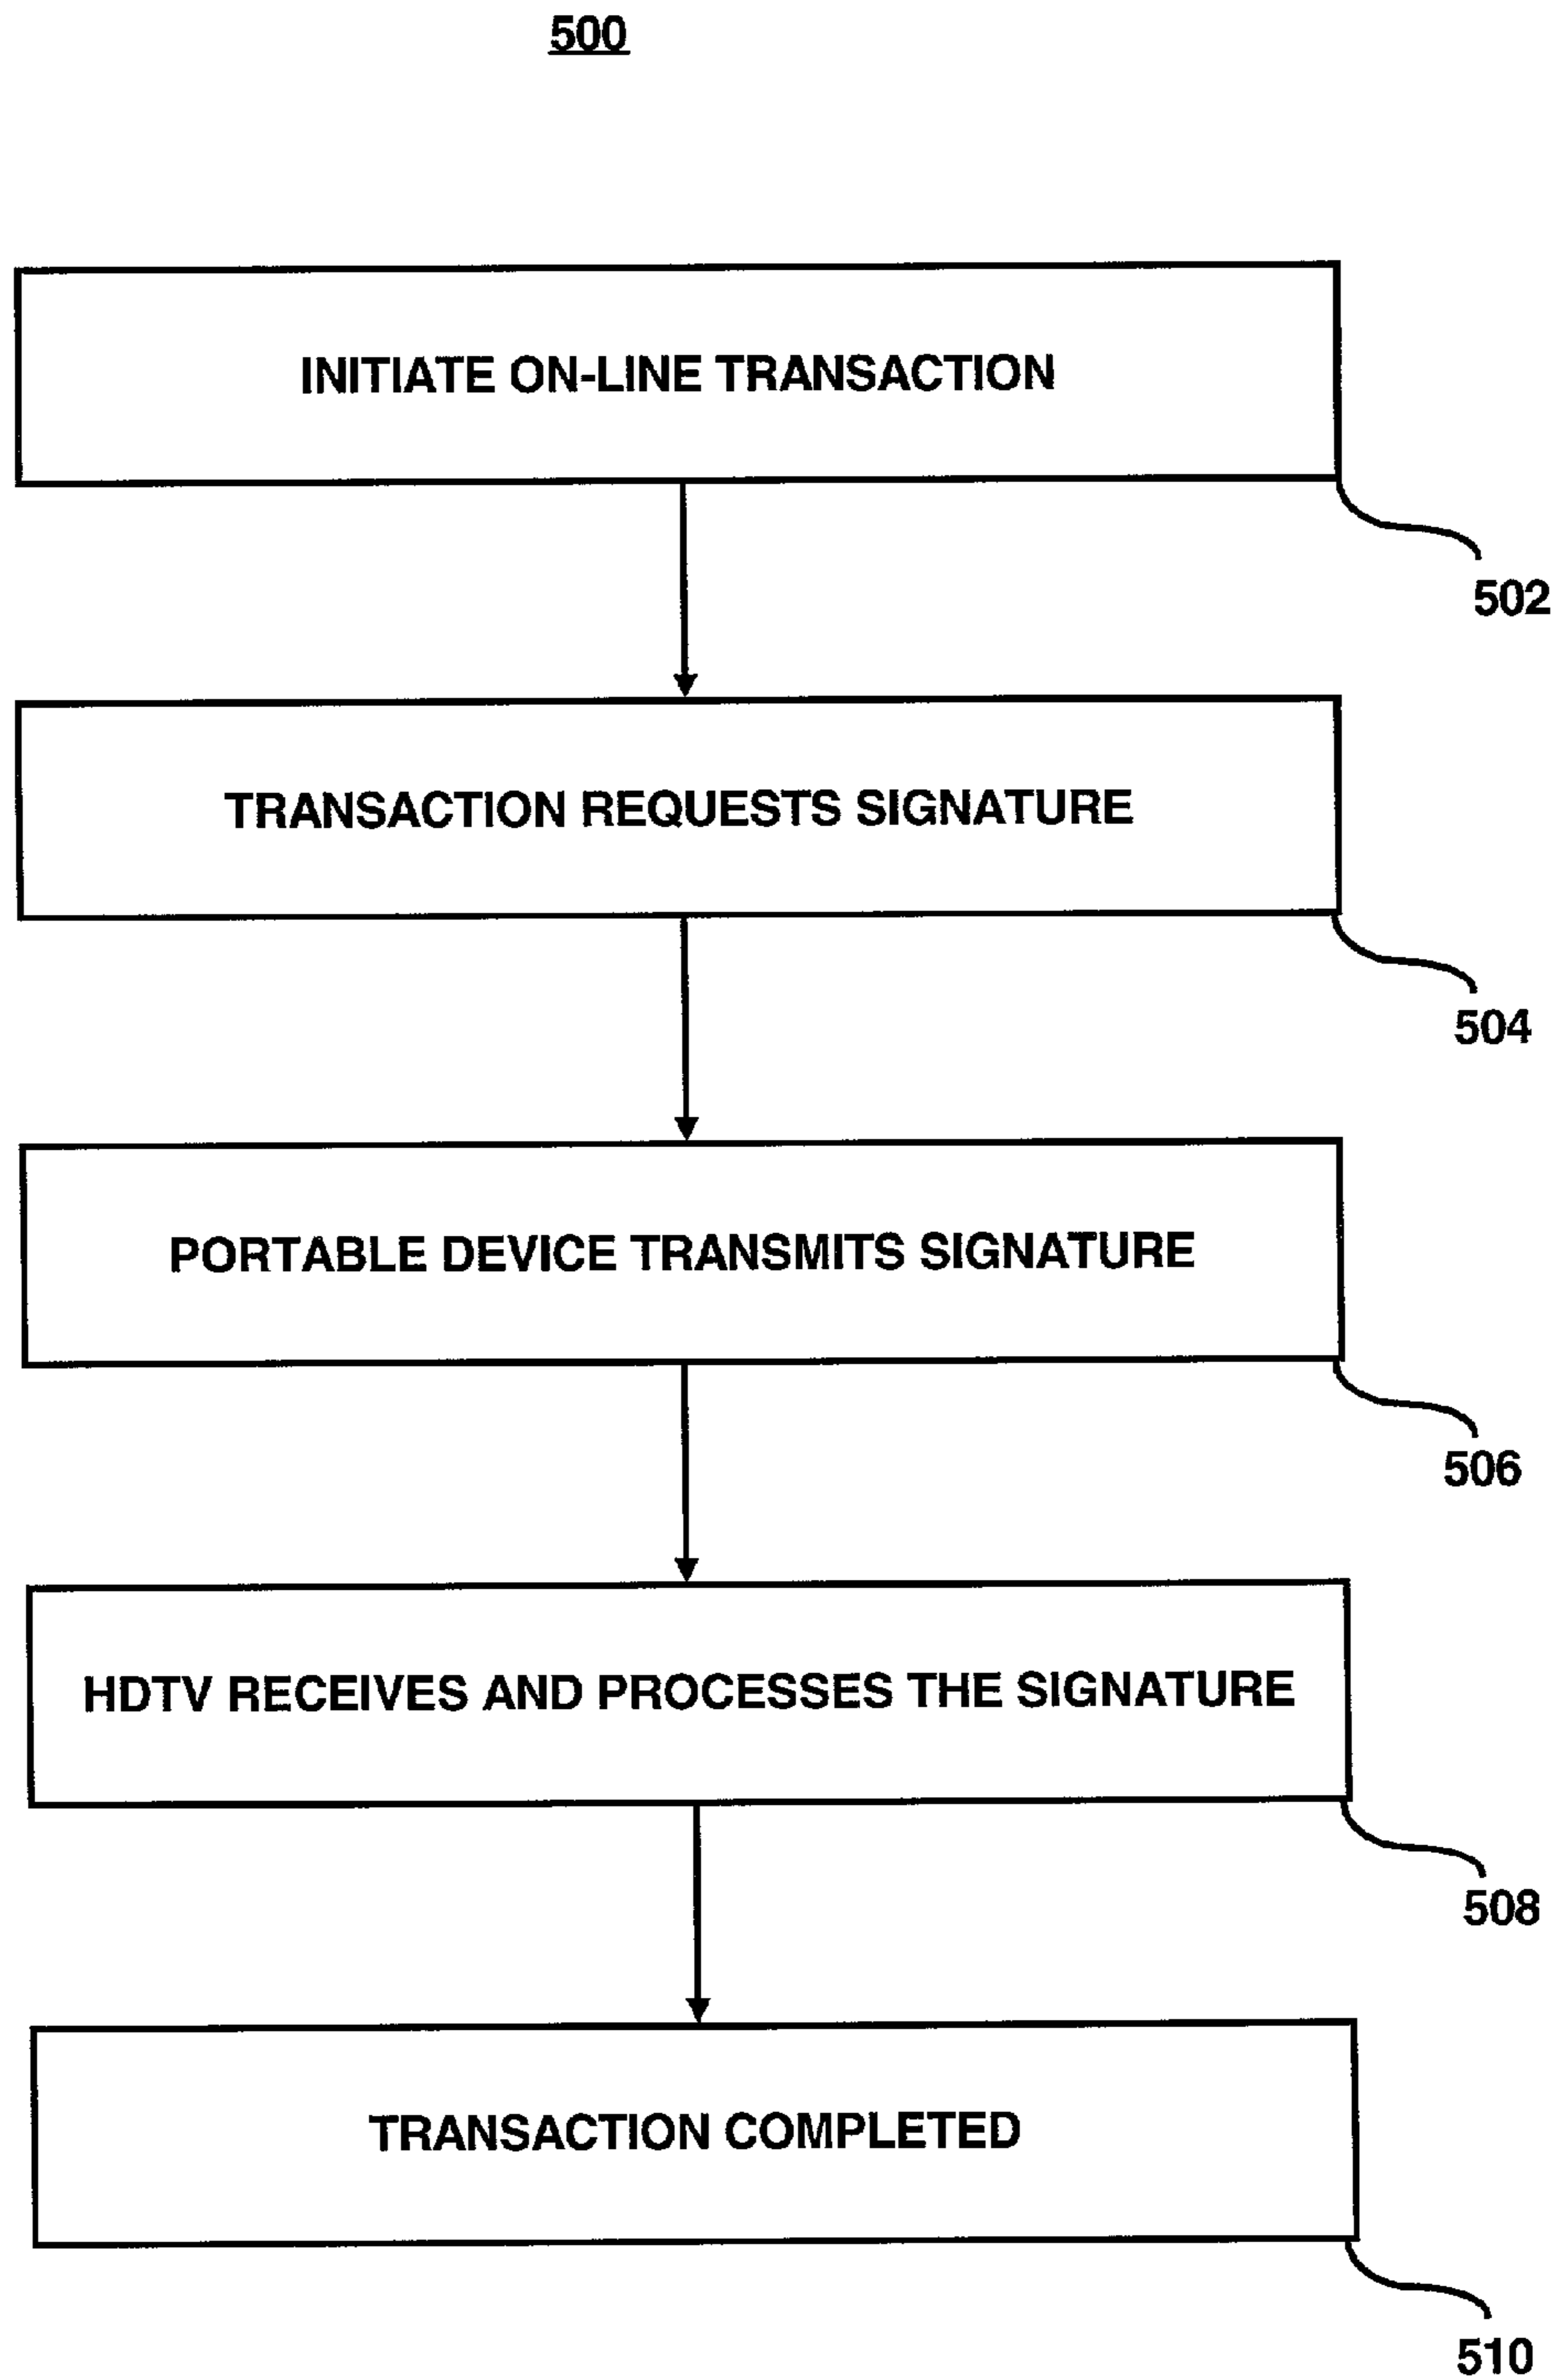 500
INITIATE ON-LINE TRANSACTION
502
TRANSACTION REQUESTS SIGNATURE
504
PORTABLE DEVICE TRANSMITS SIGNATURE
506
HDTV RECEIVES AND PROCESSES THE SIGNATURE
508
TRANSACTION COMPLETED
510